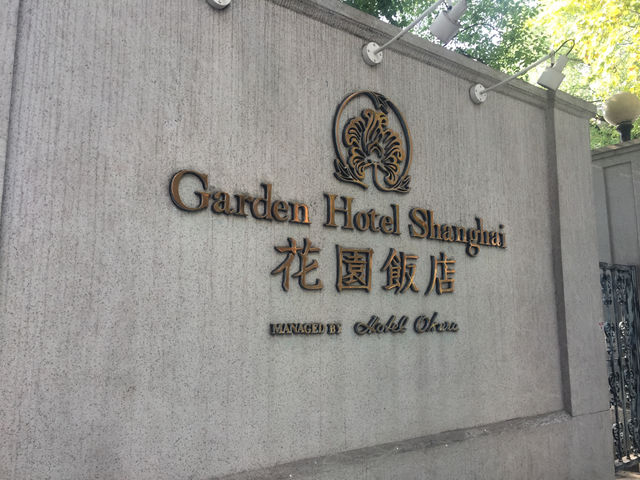 Garden Hotel Shanghai
花園飯店
MANAGED BY Hotel Okura